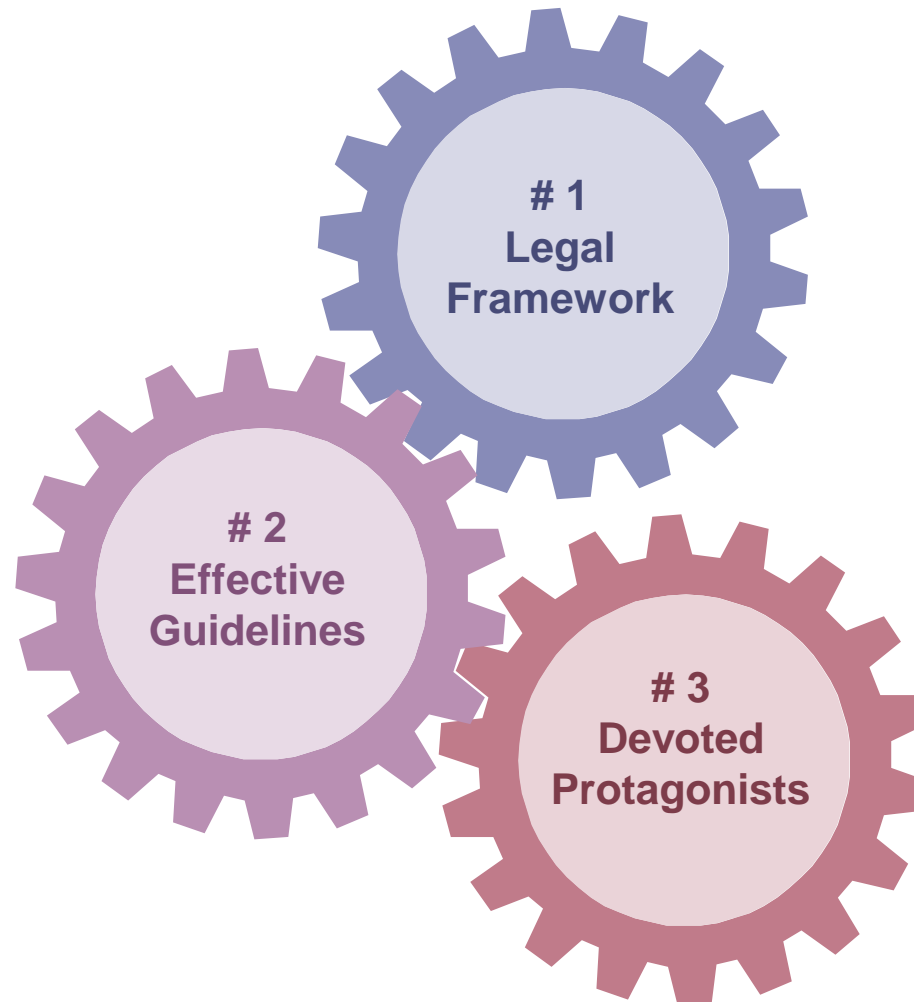 # 1
Legal
Framework
# 2
Effective
Guidelines
# 3
Devoted
Protagonists